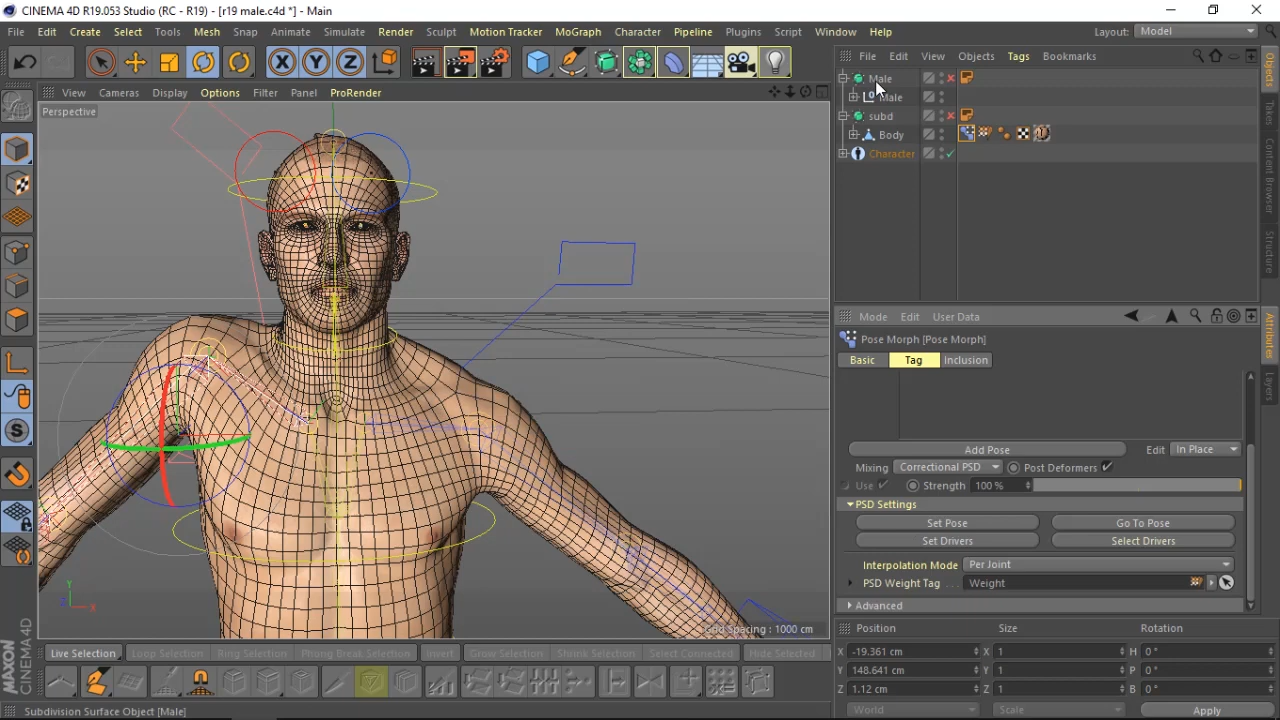 CINEMA 4D R19.053 Studio (RC - R19) - [r19 male.c4d *] - Main
File Edit Create Select Tools Mesh Snap Animate Simulate Render Sculpt Motion Tracker MoGraph Character Pipeline Plugins Script Window Help Layout: Model
X Y Z
File Edit View Objects Tags Bookmarks
View Cameras Display Options Filter Panel ProRender
Perspective
Male
Male
subd
Body
Character
Objects
Takes
Content Browser
Structure
Mode Edit User Data
Pose Morph [Pose Morph]
Basic Tag Inclusion
Attributes
Layers
Add Pose Edit In Place
Mixing Correctional PSD Post Deformers
Use Strength 100 %
PSD Settings
Set Pose Go To Pose
Set Drivers Select Drivers
Interpolation Mode Per Joint
PSD Weight Tag Weight
Advanced
S
Y
Z X
Grid Spacing : 1000 cm
Position Size Rotation
X -19.361 cm X 1 H 0 °
Y 148.641 cm Y 1 P 0 °
Z 1.12 cm Z 1 B 0 °
World Scale Apply
Live Selection Loop Selection Ring Selection Phong Break Selection Invert Grow Selection Shrink Selection Select Connected Hide Selected
MAXON
CINEMA 4D
Subdivision Surface Object [Male]